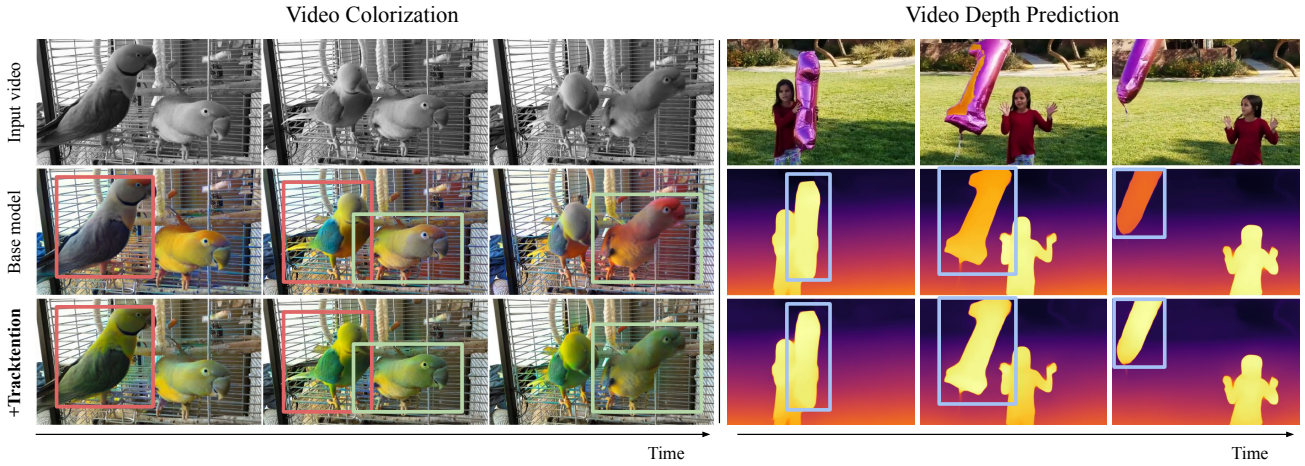 Video Colorization
Video Depth Prediction
Input video
Base model
+Tracktention
Time
Time